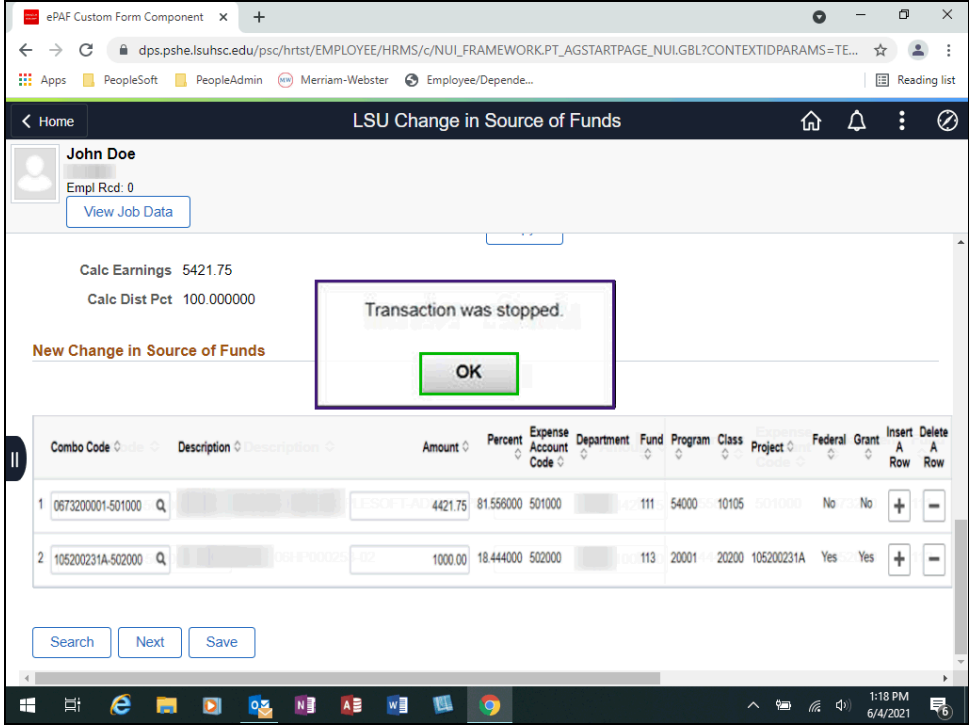 ePAF Custom Form Component
dps.pshe.lsuhsc.edu/psc/hrtst/EMPLOYEE/HRMS/c/NUI_FRAMEWORK.PT_AGSTARTPAGE_NUI.GBL?CONTEXTIDPARAMS=TE...
Apps PeopleSoft PeopleAdmin Merriam-Webster Employee/Depende... Reading list
Home LSU Change in Source of Funds
John Doe
Empl Rcd: 0
View Job Data
Calc Earnings 5421.75
Calc Dist Pct 100.000000
Transaction was stopped.
OK
New Change in Source of Funds
Combo Code Description Amount Percent Expense Account Code Department Fund Program Class Project Federal Grant Insert A Row Delete A Row
1 0673200001-501000 4421.75 81.556000 501000 111 54000 10105 No No + -
2 105200231A-502000 1000.00 18.444000 502000 113 20001 20200 105200231A Yes Yes + -
Search Next Save
1:18 PM
6/4/2021
6